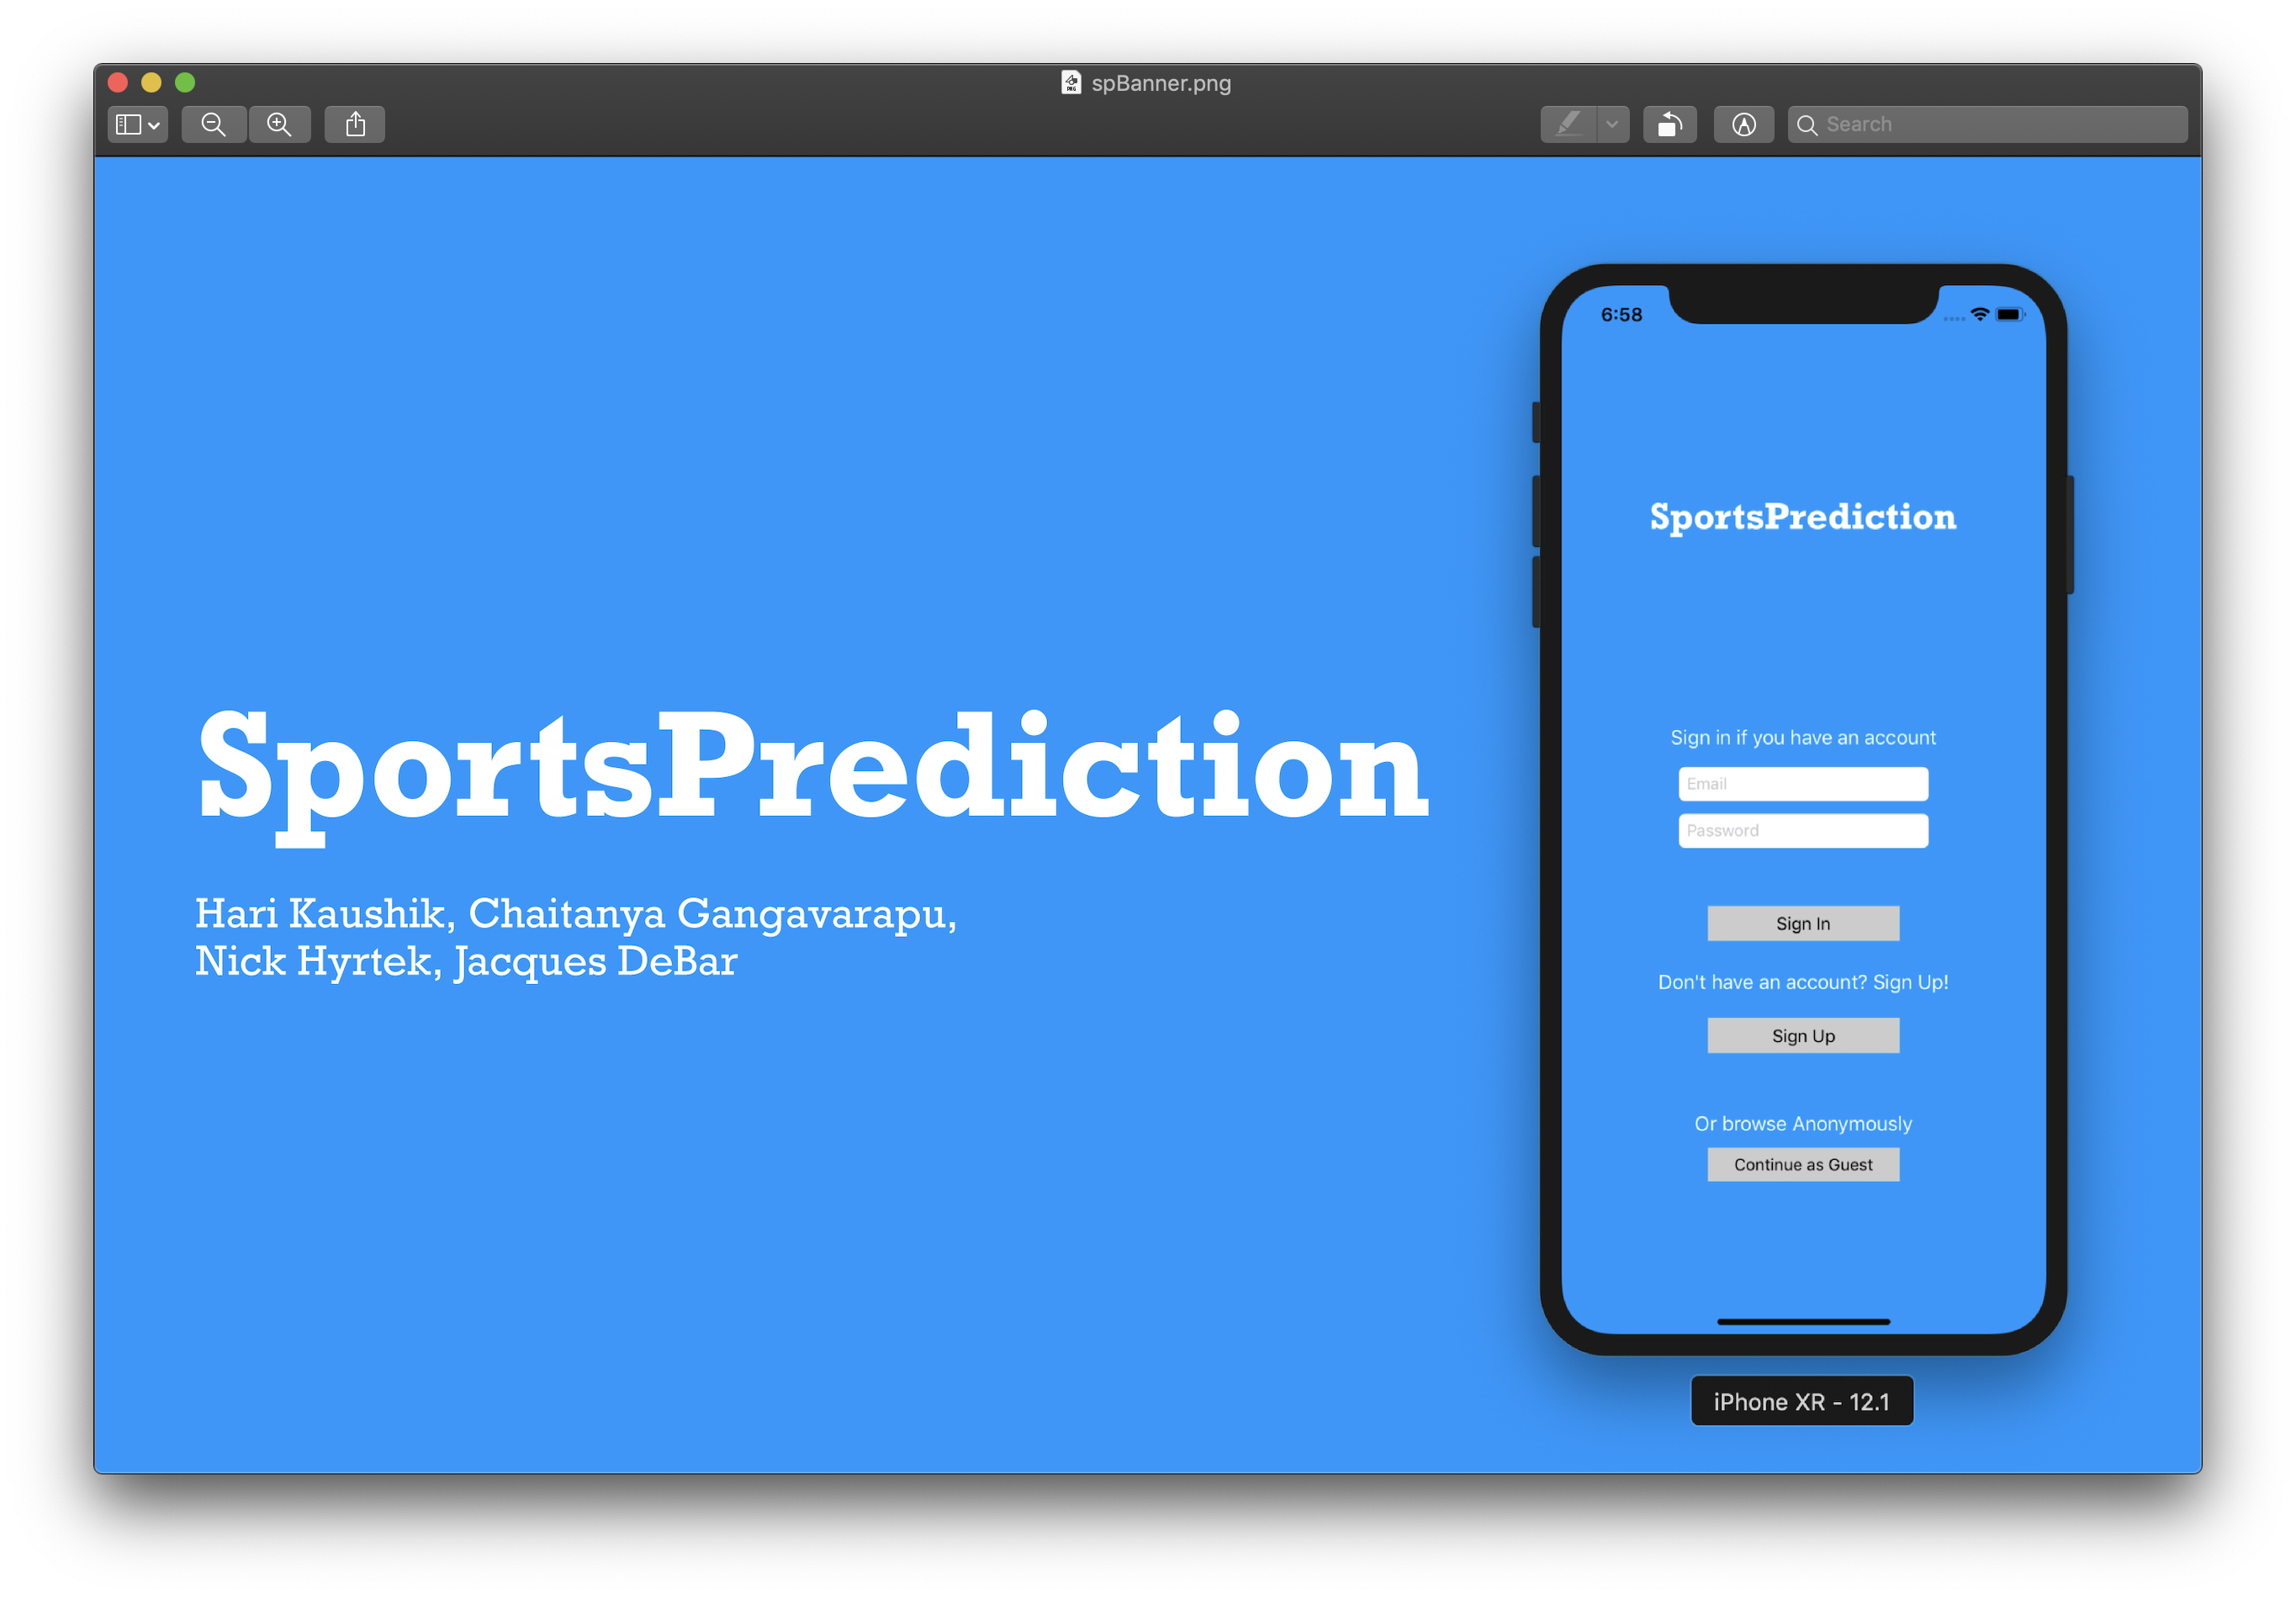 spBanner.png
Search
SportsPrediction
Hari Kaushik, Chaitanya Gangavarapu,
Nick Hyrtek, Jacques DeBar
6:58
SportsPrediction
Sign in if you have an account
Email
Password
Sign In
Don't have an account? Sign Up!
Sign Up
Or browse Anonymously
Continue as Guest
iPhone XR - 12.1